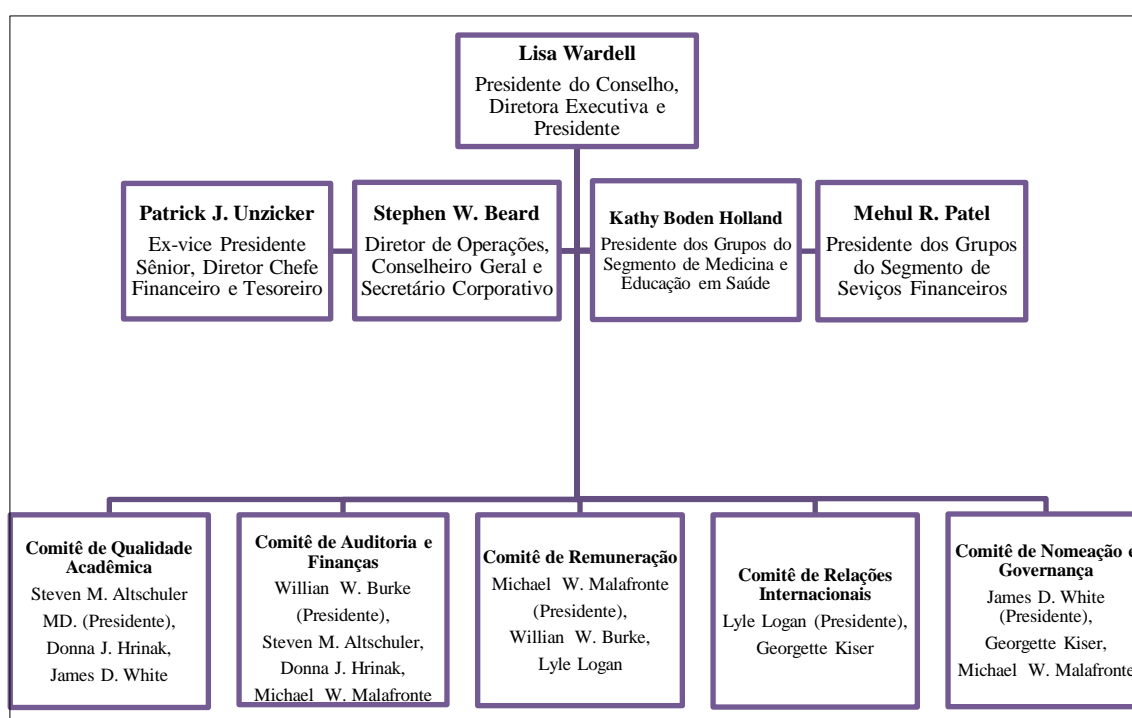 Lisa Wardell
Presidente do Conselho,
Diretora Executiva e
Presidente
Patrick J. Unzicker
Ex-vice Presidente
Sênior, Diretor Chefe
Financeiro e Tesoreiro
Stephen W. Beard
Diretor de Operações,
Conselheiro Geral e
Secretário Corporativo
Kathy Boden Holland
Presidente dos Grupos do
Segmento de Medicina e
Educação em Saúde
Mehul R. Patel
Presidente dos Grupos
do Segmento de
Seviços Financeiros
Comitê de Qualidade
Acadêmica
Steven M. Altschuler
MD. (Presidente),
Donna J. Hrinak,
James D. White
Comitê de Auditoria e
Finanças
Willian W. Burke
(Presidente),
Steven M. Altschuler,
Donna J. Hrinak,
Michael W. Malafronte
Comitê de Remuneração
Michael W. Malafronte
(Presidente),
Willian W. Burke,
Lyle Logan
Comitê de Relações
Internacionais
Lyle Logan (Presidente),
Georgette Kiser
Comitê de Nomeação e
Governança
James D. White
(Presidente),
Georgette Kiser,
Michael W. Malafronte